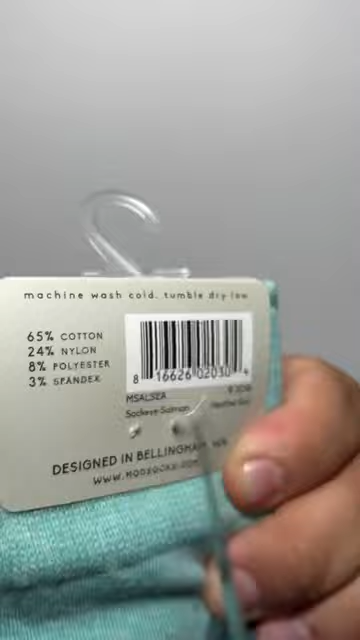 machine wash cold. tumble dry low
65% COTTON
24% NYLON
8% POLYESTER
3% SPANDEX
8 16626 02030 4
MSALSEA
Sockeye Salmon
DESIGNED IN BELLINGHAM, WA
WWW.MODSOCKS.COM